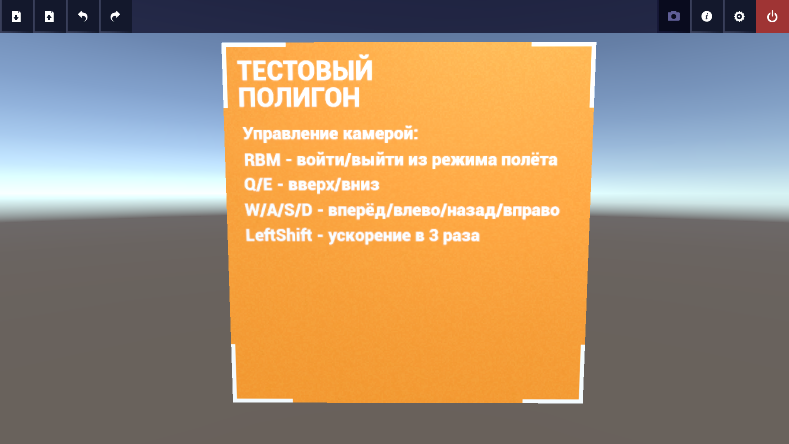 ТЕСТОВЫЙ
ПОЛИГОН
Управление камерой:
RBM - войти/выйти из режима полёта
Q/E - вверх/вниз
W/A/S/D - вперёд/влево/назад/вправо
LeftShift - ускорение в 3 раза